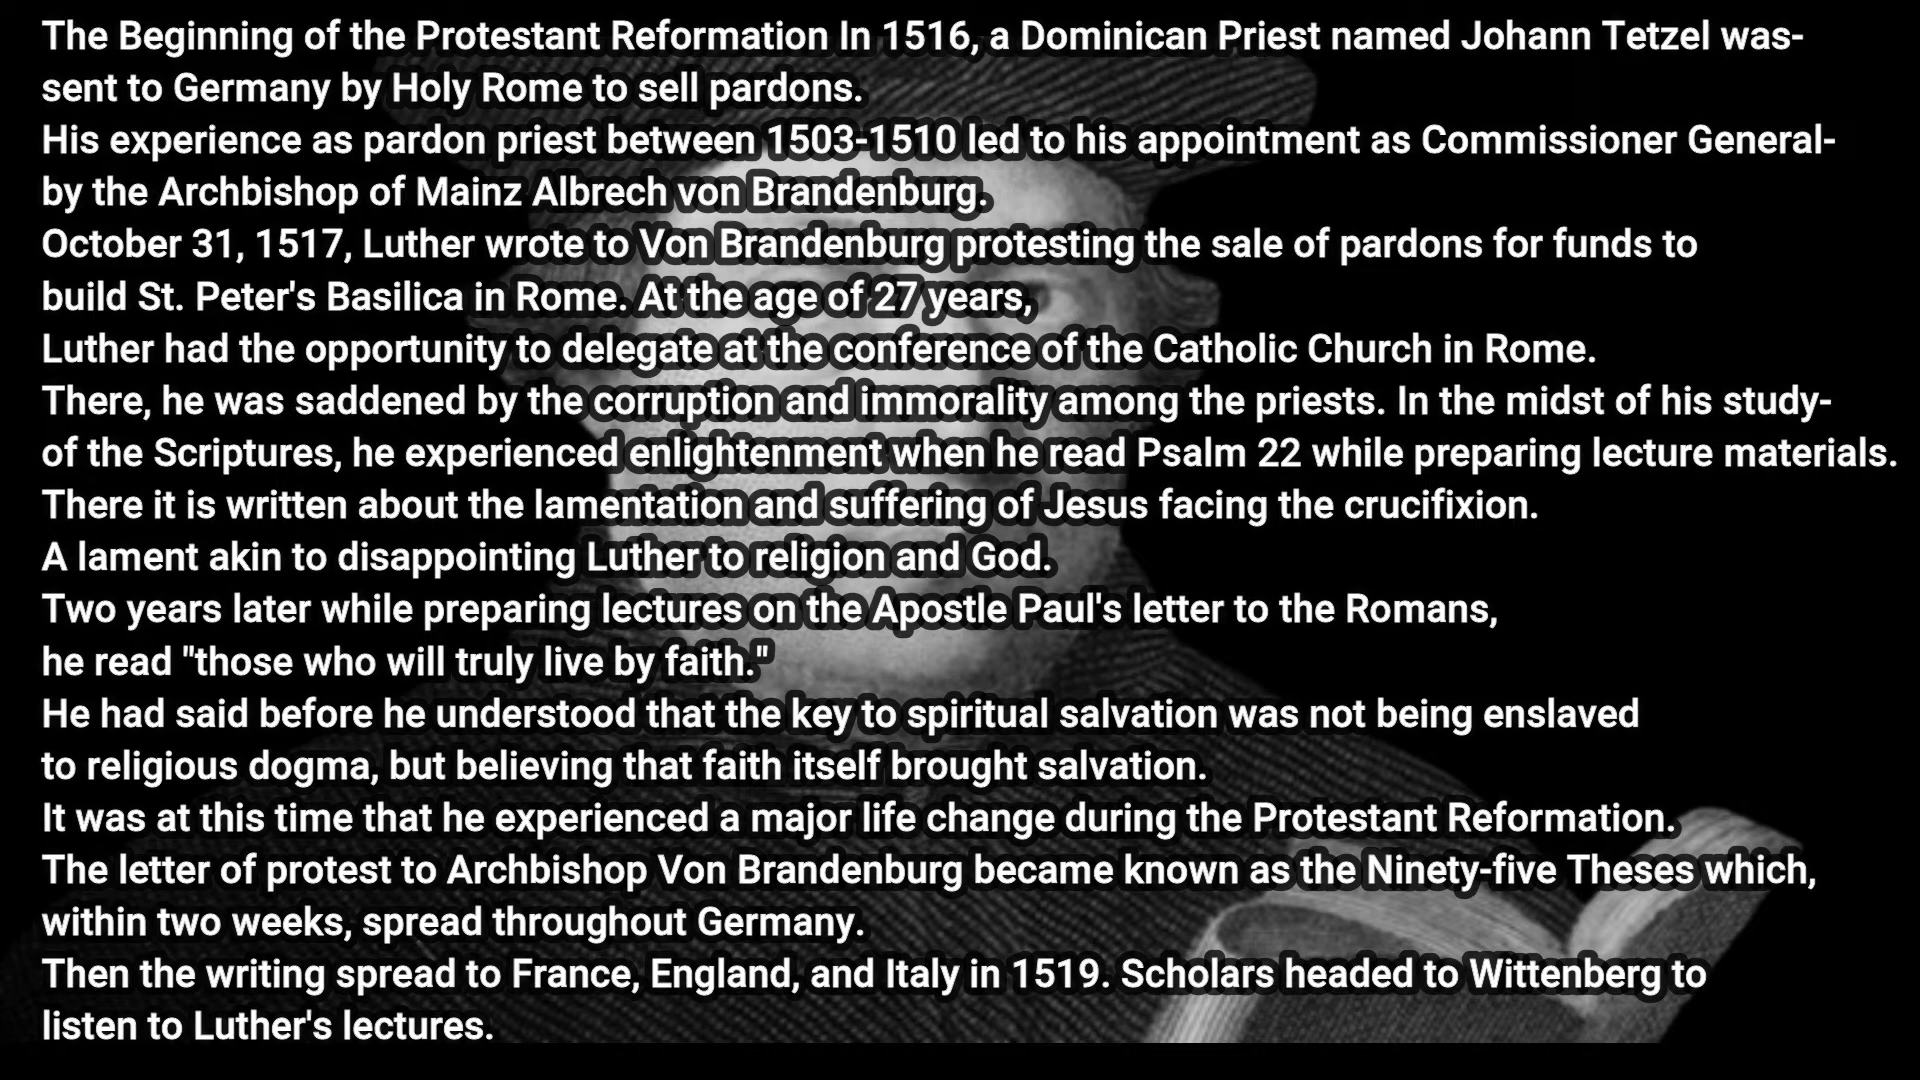 The Beginning of the Protestant Reformation In 1516, a Dominican Priest named Johann Tetzel was-
sent to Germany by Holy Rome to sell pardons.
His experience as pardon priest between 1503-1510 led to his appointment as Commissioner General-
by the Archbishop of Mainz Albrech von Brandenburg.
October 31, 1517, Luther wrote to Von Brandenburg protesting the sale of pardons for funds to
build St. Peter's Basilica in Rome. At the age of 27 years,
Luther had the opportunity to delegate at the conference of the Catholic Church in Rome.
There, he was saddened by the corruption and immorality among the priests. In the midst of his study-
of the Scriptures, he experienced enlightenment when he read Psalm 22 while preparing lecture materials.
There it is written about the lamentation and suffering of Jesus facing the crucifixion.
A lament akin to disappointing Luther to religion and God.
Two years later while preparing lectures on the Apostle Paul's letter to the Romans,
he read "those who will truly live by faith."
He had said before he understood that the key to spiritual salvation was not being enslaved
to religious dogma, but believing that faith itself brought salvation.
It was at this time that he experienced a major life change during the Protestant Reformation.
The letter of protest to Archbishop Von Brandenburg became known as the Ninety-five Theses which,
within two weeks, spread throughout Germany.
Then the writing spread to France, England, and Italy in 1519. Scholars headed to Wittenberg to
listen to Luther's lectures.